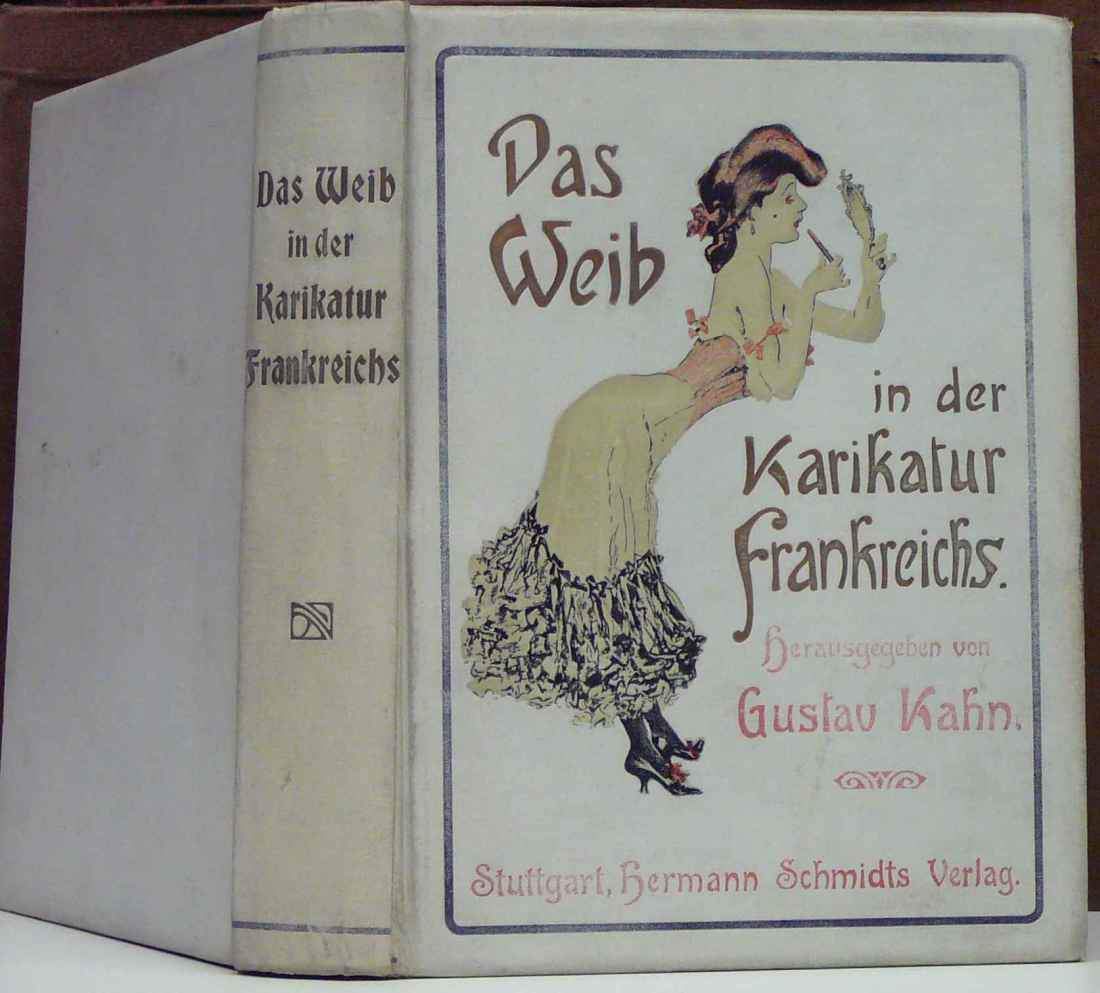 Das Weib
in der
Karikatur
Frankreichs
Das
Weib
in der
Karikatur
Frankreichs.
Herausgegeben von
Gustav Kahn.
Stuttgart, Hermann Schmidts Verlag.